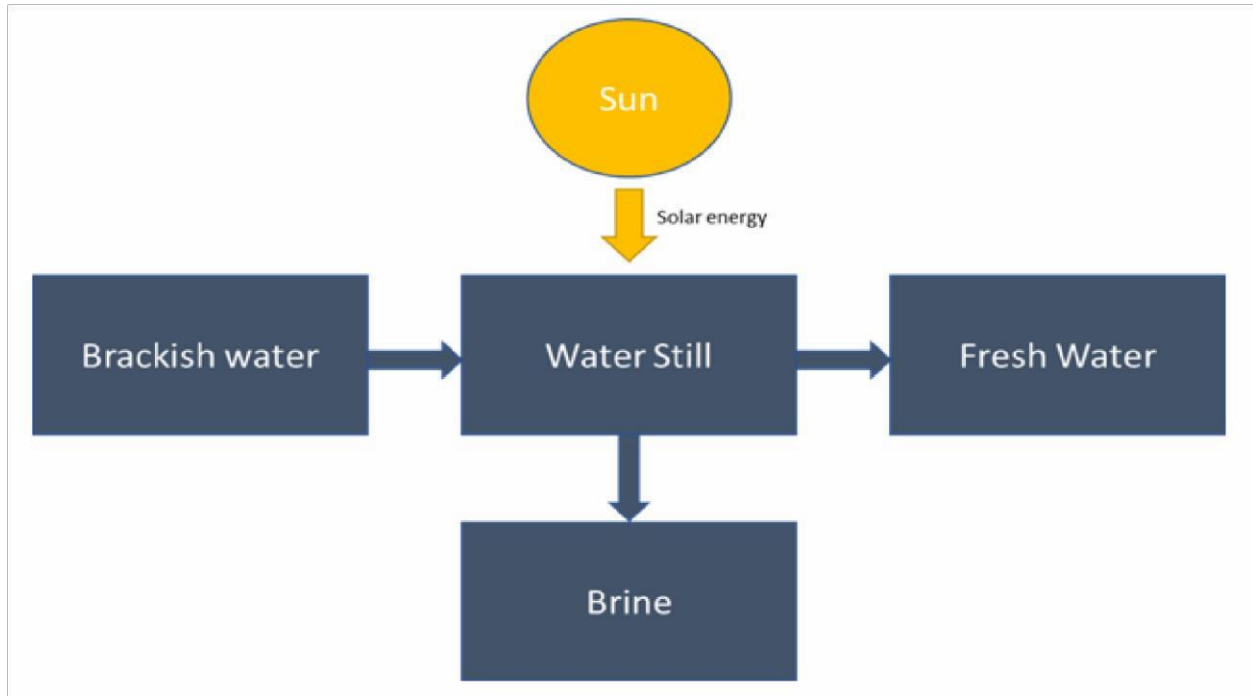 Sun
Solar energy
Brackish water
Water Still
Fresh Water
Brine